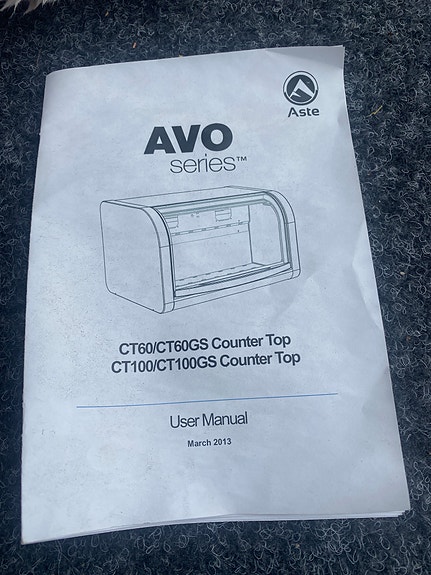 Aste
AVO
series™
CT60/CT60GS Counter Top
CT100/CT100GS Counter Top
User Manual
March 2013